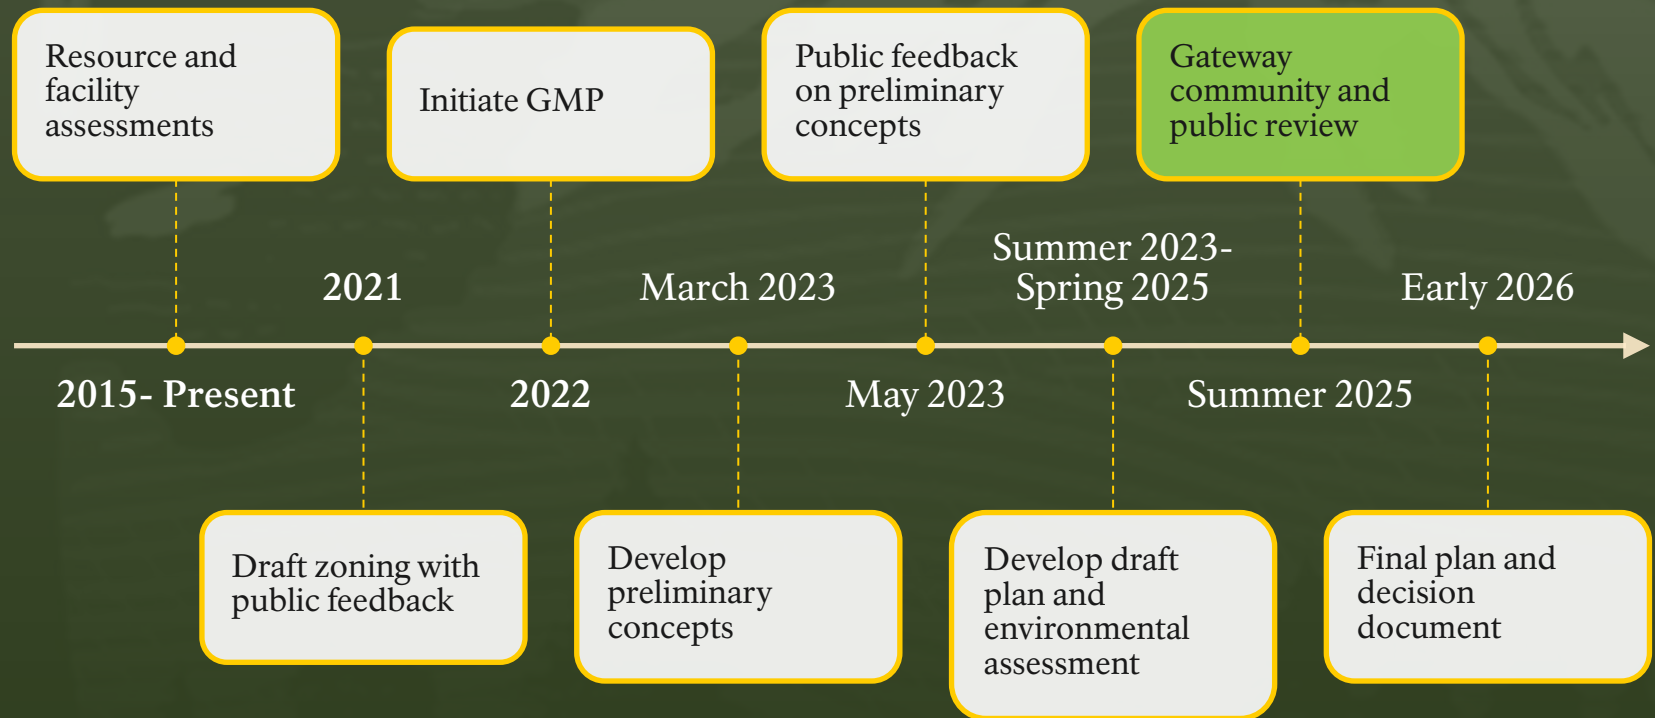 Resource and
facility
assessments
Initiate GMP
Public feedback
on preliminary
concepts
Gateway
community and
public review
2021
March 2023
Summer 2023-
Spring 2025
Early 2026
2015- Present
2022
May 2023
Summer 2025
Draft zoning with
public feedback
Develop
preliminary
concepts
Develop draft
plan and
environmental
assessment
Final plan and
decision
document